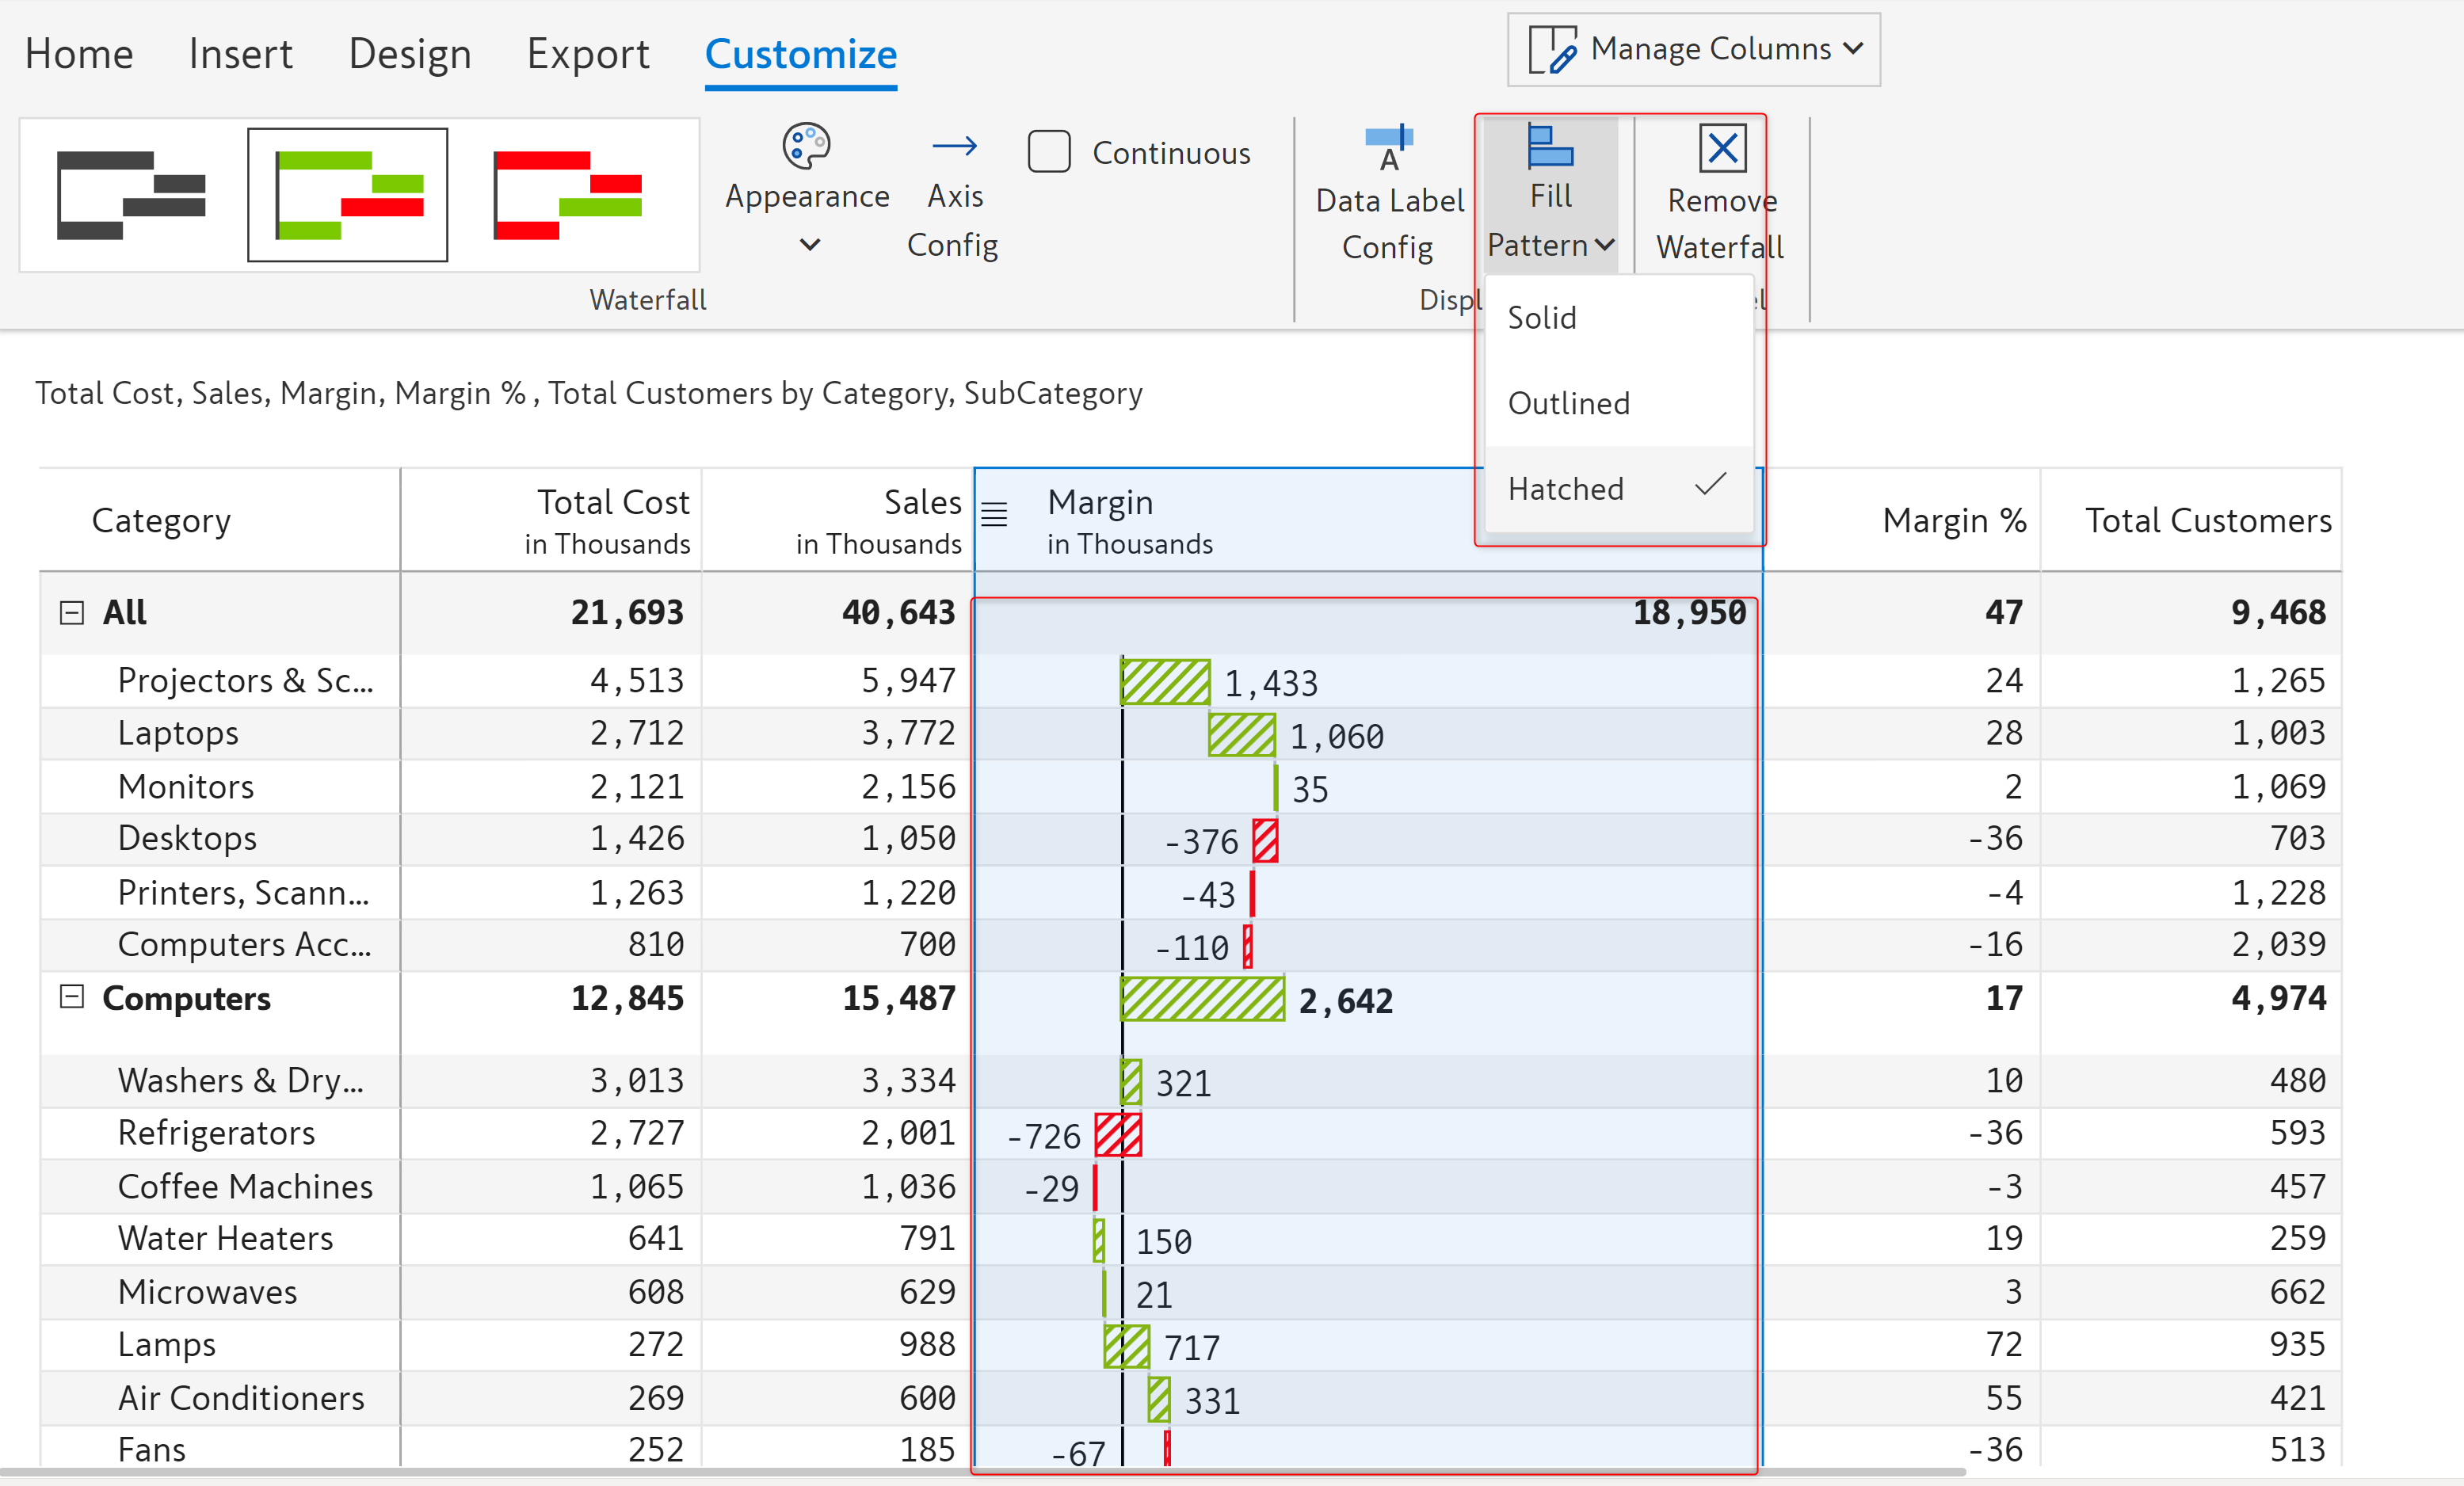 Home Insert Design Export Customize
Manage Columns
Appearance
Axis Config
Continuous
Waterfall
Data Label Config
Fill Pattern
Remove Waterfall
Displ el
Solid
Outlined
Hatched
Total Cost, Sales, Margin, Margin % , Total Customers by Category, SubCategory
Category Total Cost in Thousands Sales in Thousands Margin in Thousands Margin % Total Customers
All 21,693 40,643 18,950 47 9,468
Projectors & Sc... 4,513 5,947 1,433 24 1,265
Laptops 2,712 3,772 1,060 28 1,003
Monitors 2,121 2,156 35 2 1,069
Desktops 1,426 1,050 -376 -36 703
Printers, Scann... 1,263 1,220 -43 -4 1,228
Computers Acc... 810 700 -110 -16 2,039
Computers 12,845 15,487 2,642 17 4,974
Washers & Dry... 3,013 3,334 321 10 480
Refrigerators 2,727 2,001 -726 -36 593
Coffee Machines 1,065 1,036 -29 -3 457
Water Heaters 641 791 150 19 259
Microwaves 608 629 21 3 662
Lamps 272 988 717 72 935
Air Conditioners 269 600 331 55 421
Fans 252 185 -67 -36 513